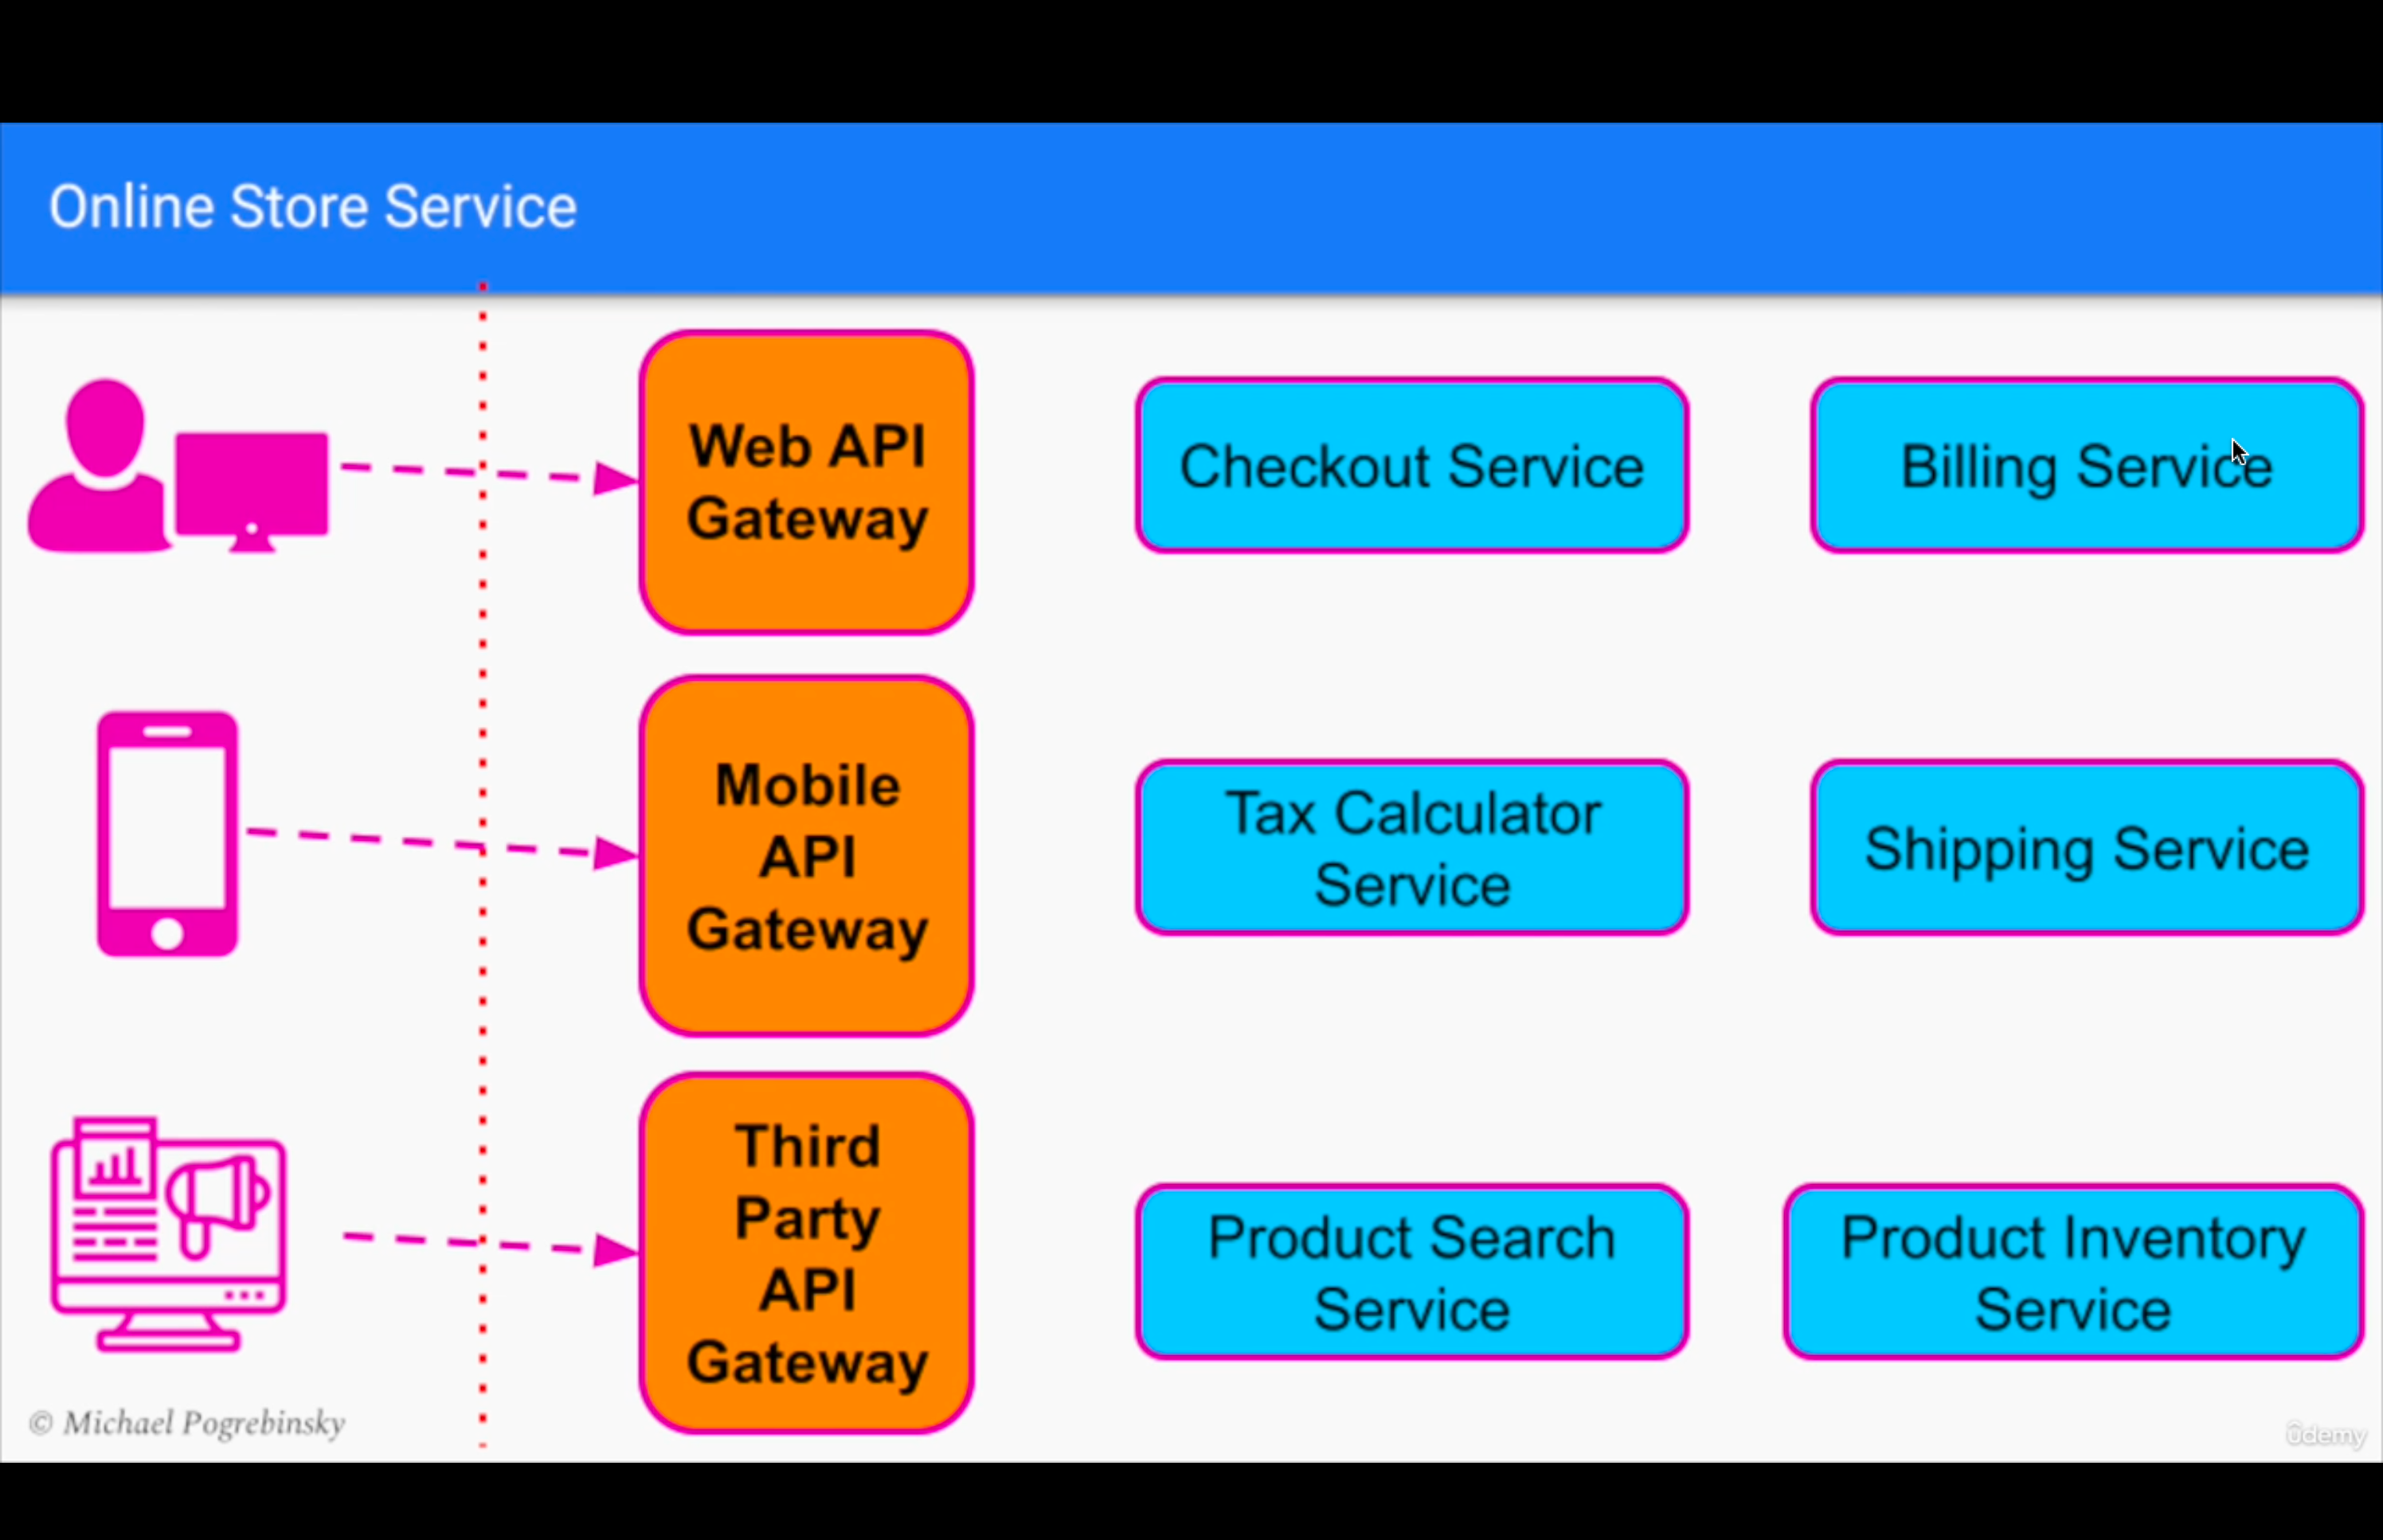 Online Store Service
Web API
Gateway
Checkout Service
Billing Service
Mobile
API
Gateway
Tax Calculator
Service
Shipping Service
Third
Party
API
Gateway
Product Search
Service
Product Inventory
Service
© Michael Pogrebinsky
ûdemy